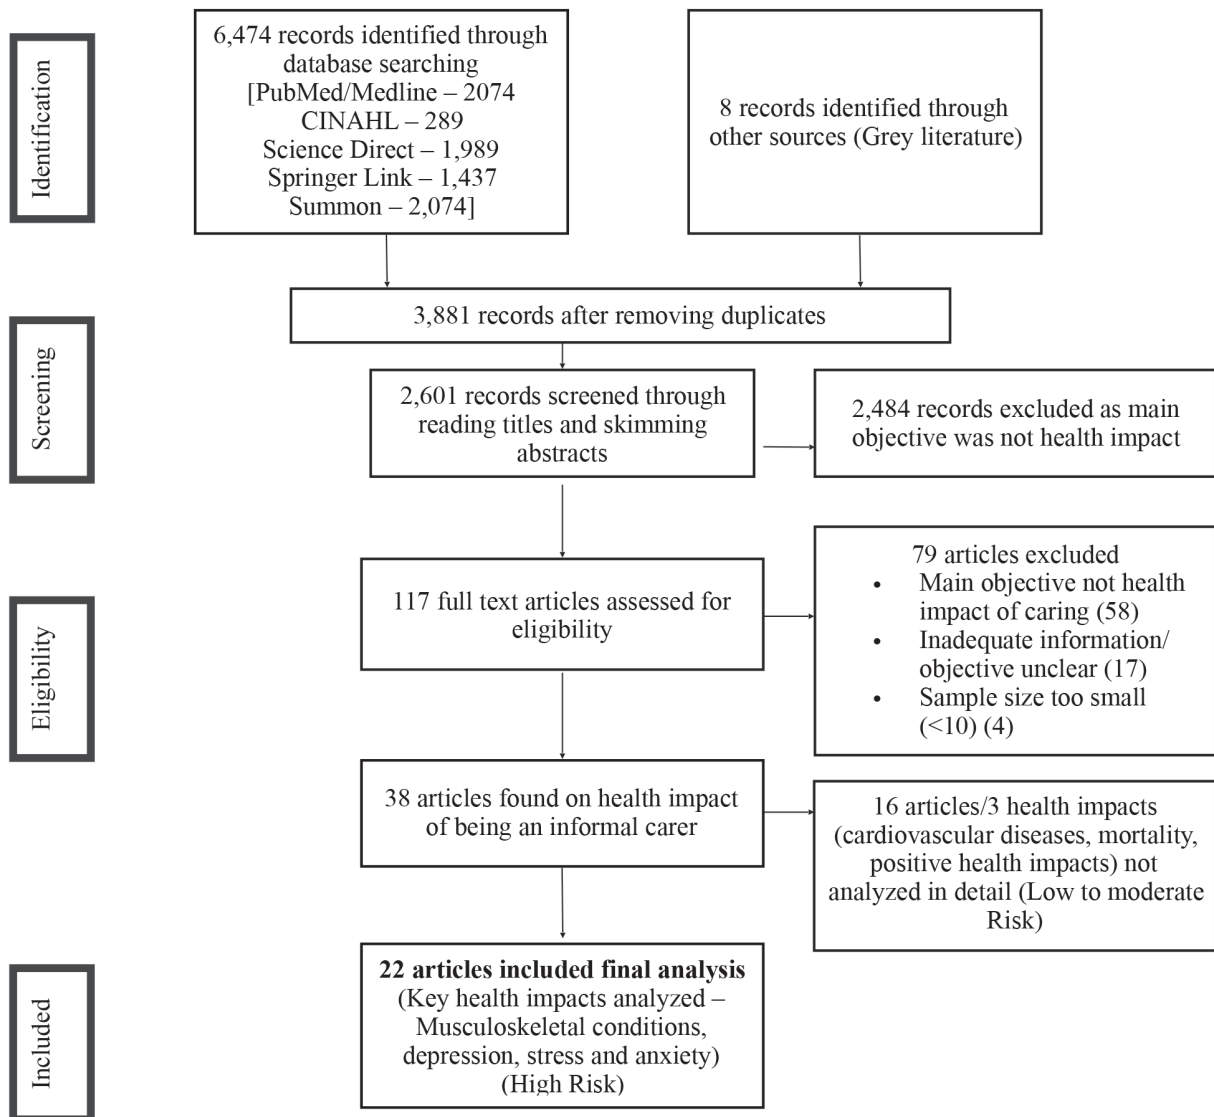 Identification
6,474 records identified through
database searching
[PubMed/Medline – 2074
CINAHL – 289
Science Direct – 1,989
Springer Link – 1,437
Summon – 2,074]
8 records identified through
other sources (Grey literature)
3,881 records after removing duplicates
Screening
2,601 records screened through
reading titles and skimming
abstracts
2,484 records excluded as main
objective was not health impact
Eligibility
117 full text articles assessed for
eligibility
79 articles excluded
• Main objective not health
impact of caring (58)
• Inadequate information/
objective unclear (17)
• Sample size too small
(<10) (4)
38 articles found on health impact
of being an informal carer
16 articles/3 health impacts
(cardiovascular diseases, mortality,
positive health impacts) not
analyzed in detail (Low to moderate
Risk)
Included
22 articles included final analysis
(Key health impacts analyzed –
Musculoskeletal conditions,
depression, stress and anxiety)
(High Risk)